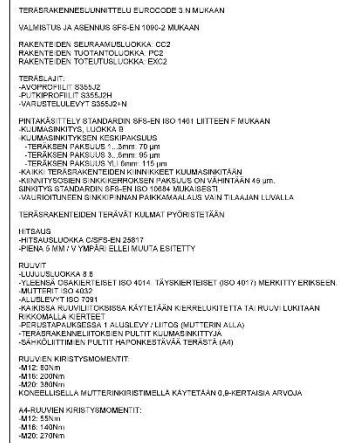 TERÄSRAKENNESUUNNITTELU EUROCODE 3:N MUKAAN
VALMISTUS JA ASENNUS SFS-EN 1090-2 MUKAAN
RAKENTEIDEN SEURAAMUSLUOKKA: CC2
RAKENTEIDEN TUOTANTOLUOKKA: PC2
RAKENTEIDEN TOTEUTUSLUOKKA: EXC2
TERÄSLAJIT:
-AVOPROFIILIT S355J2
-PUTKIPROFIILIT S355J2H
-VARUSTELULEVYT S355J2+N
PINTAKÄSITTELY STANDARDIN SFS-EN ISO 1461 LIITTEEN F MUKAAN
-KUUMASINKITYS, LUOKKA B
-KUUMASINKITYKSEN KESKIPAKSUUS
-TERÄKSEN PAKSUUS 1...3mm: 70 µm
-TERÄKSEN PAKSUUS 3...6mm: 95 µm
-TERÄKSEN PAKSUUS YLI 6mm: 115 µm
-KAIKKI TERÄSRAKENTEIDEN KIINNIKKEET KUUMASINKITÄÄN
-KIINNITYSOSIEN SINKKIKERROKSEN PAKSUUS ON VÄHINTÄÄN 45 µm.
SINKITYS STANDARDIN SFS-EN ISO 10684 MUKAISESTI
-VAURIOITUNEEN SINKKIPINNAN PAIKKAMAALAUS VAIN TILAAJAN LUVALLA
TERÄSRAKENTEIDEN TERÄVÄT KULMAT PYÖRISTETÄÄN
HITSAUS
-HITSAUSLUOKKA C/SFS-EN 25817
-PIENA 5 MM / V YMPÄRI ELLEI MUUTA ESITETTY
RUUVIT
-LUJUUSLUOKKA 8.8
-YLEENSÄ OSAKIERTEISET ISO 4014. TÄYSKIERTEISET (ISO 4017) MERKITTY ERIKSEEN.
-MUTTERIT ISO 4032
-ALUSLEVYT ISO 7091
-KAIKISSA RUUVILIITOKSISSA KÄYTETÄÄN KIERRELUKITETTA TAI RUUVI LUKITAAN
RIKKOMALLA KIERTEET
-PERUSTAPAUKSESSA 1 ALUSLEVY / LIITOS (MUTTERIN ALLA)
-TERÄSRAKENNELIITOKSIEN PULTIT KUUMASINKITTYJÄ
-SÄHKÖLIITTIMIEN PULTIT HAPONKESTÄVÄÄ TERÄSTÄ (A4)
RUUVIEN KIRISTYSMOMENTIT:
-M12: 80Nm
-M16: 200Nm
-M20: 390Nm
KONEELLISELLA MUTTERINKIRISTIMELLÄ KÄYTETÄÄN 0,9-KERTAISIA ARVOJA
A4-RUUVIEN KIRISTYSMOMENTIT:
-M12: 55Nm
-M16: 140Nm
-M20: 270Nm